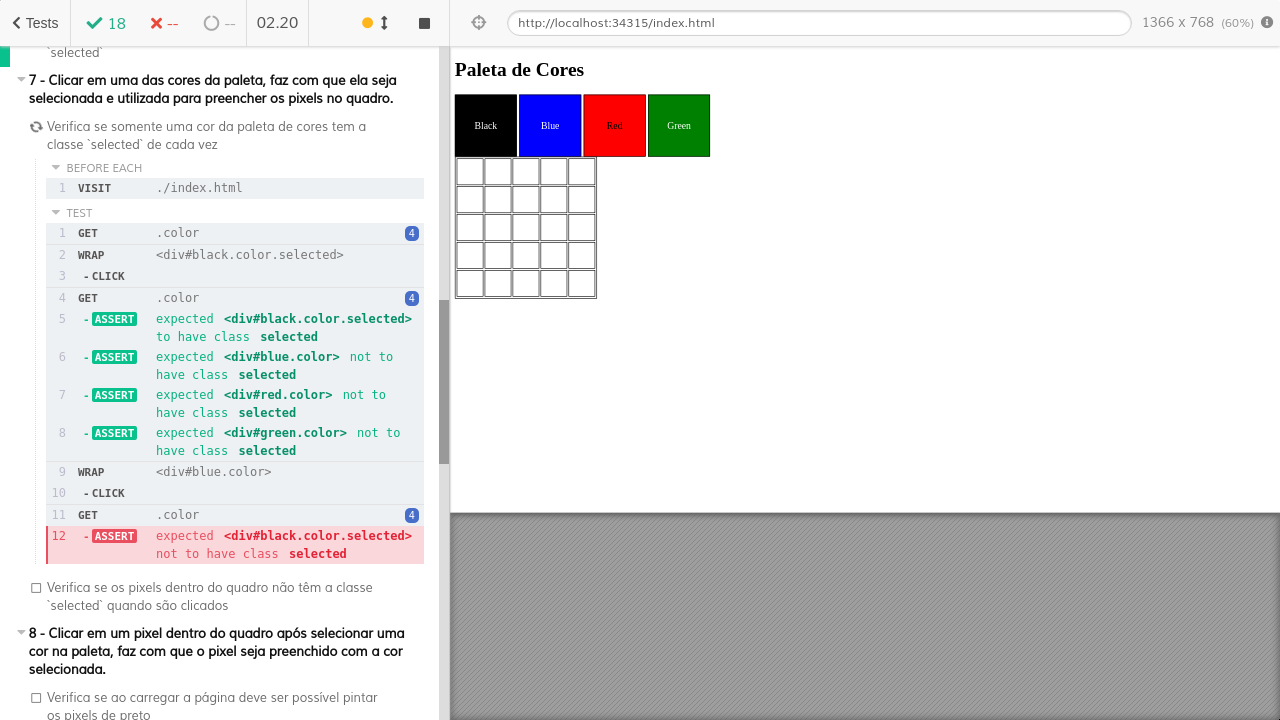 Tests
18
--
--
02.20
http://localhost:34315/index.html
1366 x 768 (60%)
`selected`
7 - Clicar em uma das cores da paleta, faz com que ela seja
selecionada e utilizada para preencher os pixels no quadro.
Verifica se somente uma cor da paleta de cores tem a
classe `selected` de cada vez
BEFORE EACH
1 VISIT ./index.html
TEST
1 GET .color 4
2 WRAP <div#black.color.selected>
3 - CLICK
4 GET .color 4
5 - ASSERT expected <div#black.color.selected>
to have class selected
6 - ASSERT expected <div#blue.color> not to
have class selected
7 - ASSERT expected <div#red.color> not to
have class selected
8 - ASSERT expected <div#green.color> not to
have class selected
9 WRAP <div#blue.color>
10 - CLICK
11 GET .color 4
12 - ASSERT expected <div#black.color.selected>
not to have class selected
Verifica se os pixels dentro do quadro não têm a classe
`selected` quando são clicados
8 - Clicar em um pixel dentro do quadro após selecionar uma
cor na paleta, faz com que o pixel seja preenchido com a cor
selecionada.
Verifica se ao carregar a página deve ser possível pintar
os pixels de preto
Paleta de Cores
Black Blue Red Green